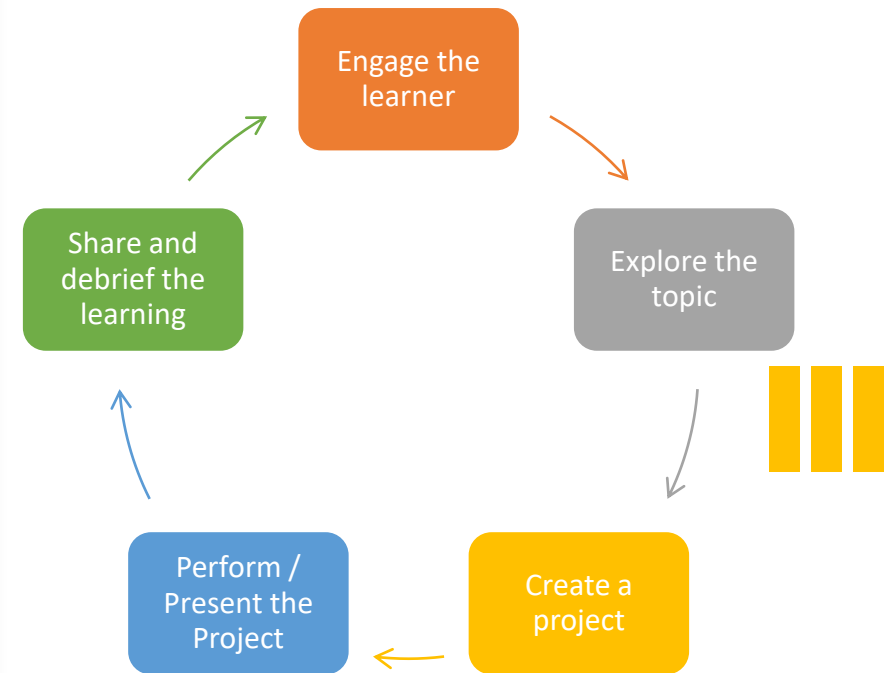 Engage the
learner
Explore the
topic
Create a
project
Perform /
Present the
Project
Share and
debrief the
learning